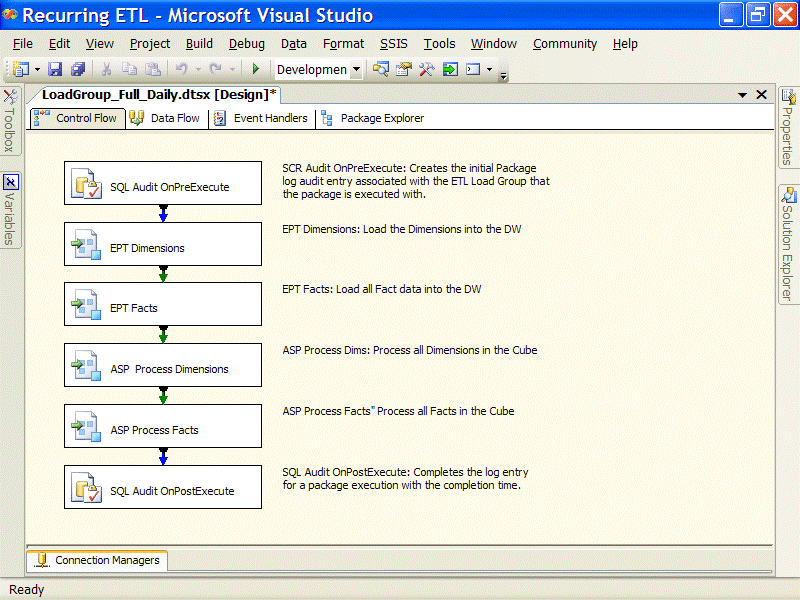 Recurring ETL - Microsoft Visual Studio
File Edit View Project Build Debug Data Format SSIS Tools Window Community Help
Developmen
LoadGroup_Full_Daily.dtsx [Design]*
Control Flow Data Flow Event Handlers Package Explorer
Toolbox
Variables
Properties
Solution Explorer
SQL Audit OnPreExecute
SCR Audit OnPreExecute: Creates the initial Package
log audit entry associated with the ETL Load Group that
the package is executed with.
EPT Dimensions
EPT Dimensions: Load the Dimensions into the DW
EPT Facts
EPT Facts: Load all Fact data into the DW
ASP  Process Dimensions
ASP Process Dims: Process all Dimensions in the Cube
ASP Process Facts
ASP Process Facts" Process all Facts in the Cube
SQL Audit OnPostExecute
SQL Audit OnPostExecute: Completes the log entry
for a package execution with the completion time.
Connection Managers
Ready